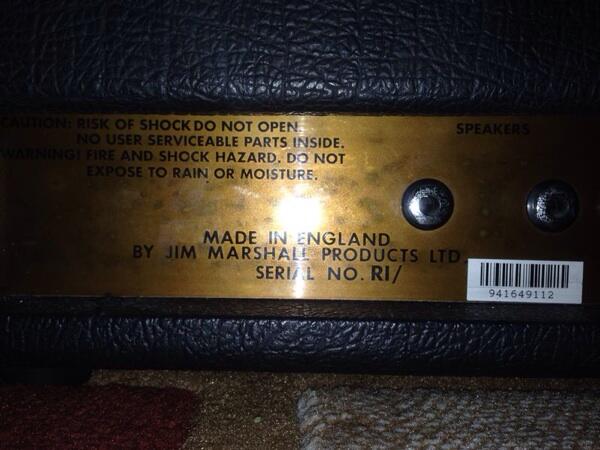 CAUTION: RISK OF SHOCK DO NOT OPEN.
NO USER SERVICEABLE PARTS INSIDE.
WARNING! FIRE AND SHOCK HAZARD. DO NOT
EXPOSE TO RAIN OR MOISTURE.
SPEAKERS
MADE IN ENGLAND
BY JIM MARSHALL PRODUCTS LTD
SERIAL NO. RI/
941649112